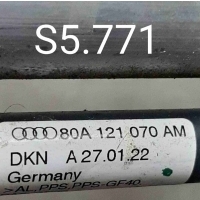 S5.771
80A 121 070 AM
DKN A 27.01.22
Germany
>AL,PPS,PPS-GF40